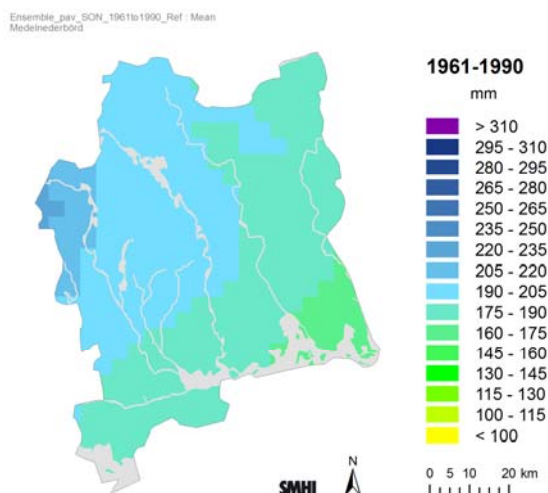 Ensemble_pav_SON_1961to1990_Ref : Mean
Medelnederbörd
1961-1990
mm
> 310
295 - 310
280 - 295
265 - 280
250 - 265
235 - 250
220 - 235
205 - 220
190 - 205
175 - 190
160 - 175
145 - 160
130 - 145
115 - 130
100 - 115
< 100
SMHI
N
0 5 10 20 km